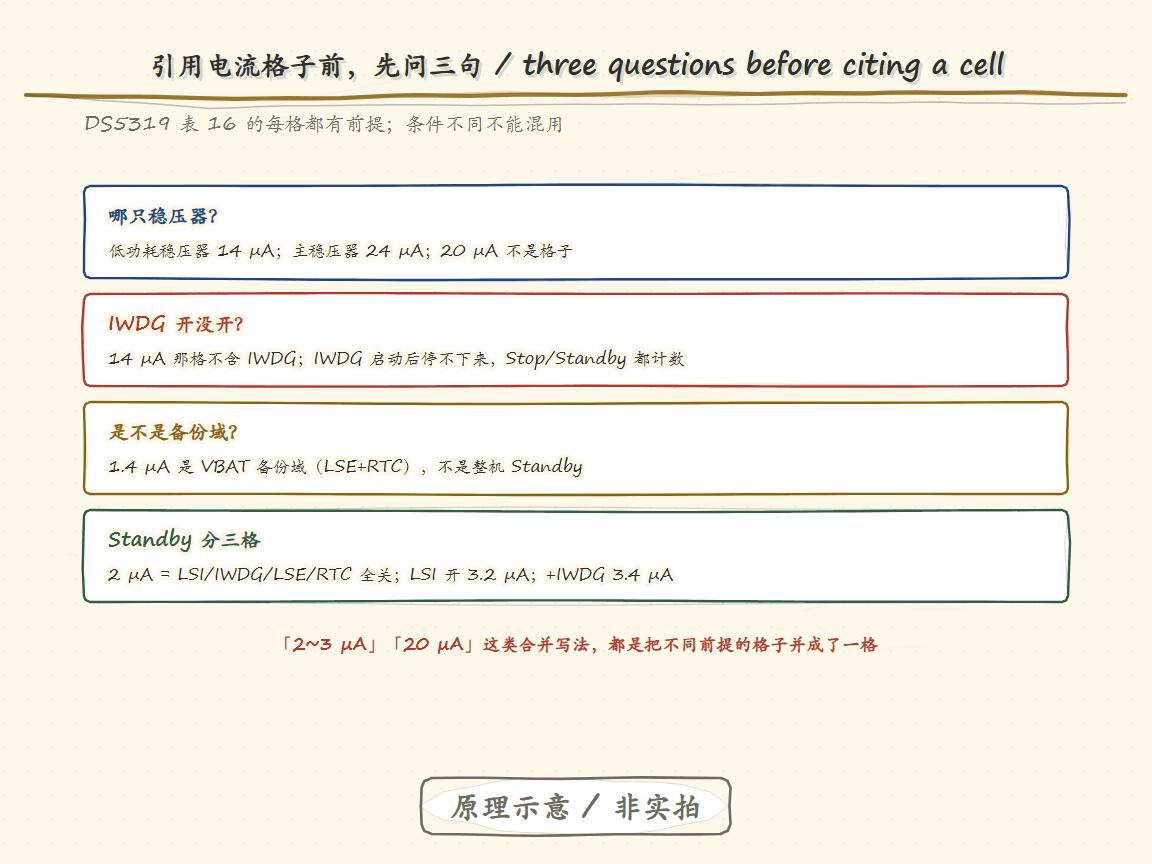 引用电流格子前，先问三句 / three questions before citing a cell
DS5319 表 16 的每格都有前提；条件不同不能混用
哪只稳压器？
低功耗稳压器 14 μA；主稳压器 24 μA；20 μA 不是格子
IWDG 开没开？
14 μA 那格不含 IWDG；IWDG 启动后停不下来，Stop/Standby 都计数
是不是备份域？
1.4 μA 是 VBAT 备份域（LSE+RTC），不是整机 Standby
Standby 分三格
2 μA = LSI/IWDG/LSE/RTC 全关；LSI 开 3.2 μA；+IWDG 3.4 μA
「2~3 μA」「20 μA」这类合并写法，都是把不同前提的格子并成了一格
原理示意 / 非实拍